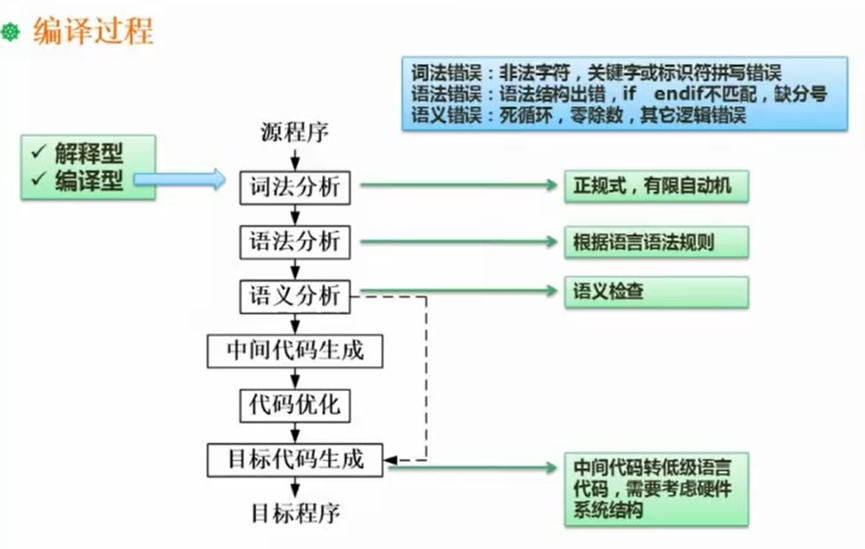 编译过程
词法错误：非法字符，关键字或标识符拼写错误
语法错误：语法结构出错，if endif不匹配，缺分号
语义错误：死循环，零除数，其它逻辑错误
源程序
✓ 解释型
✓ 编译型
词法分析
正规式，有限自动机
语法分析
根据语言语法规则
语义分析
语义检查
中间代码生成
代码优化
目标代码生成
中间代码转低级语言
代码，需要考虑硬件
系统结构
目标程序